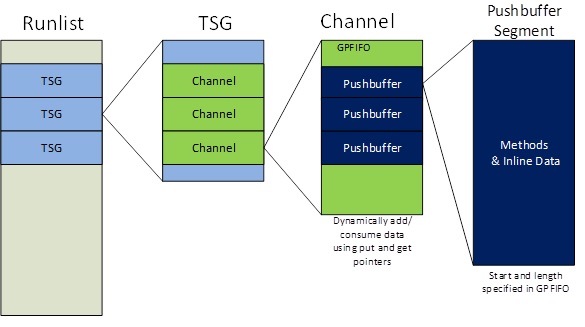 Runlist
TSG
TSG
TSG
TSG
Channel
Channel
Channel
Channel
GPFIFO
Pushbuffer
Pushbuffer
Pushbuffer
Dynamically add/
consume data
using put and get
pointers
Pushbuffer
Segment
Methods
& Inline Data
Start and length
specified in GPFIFO